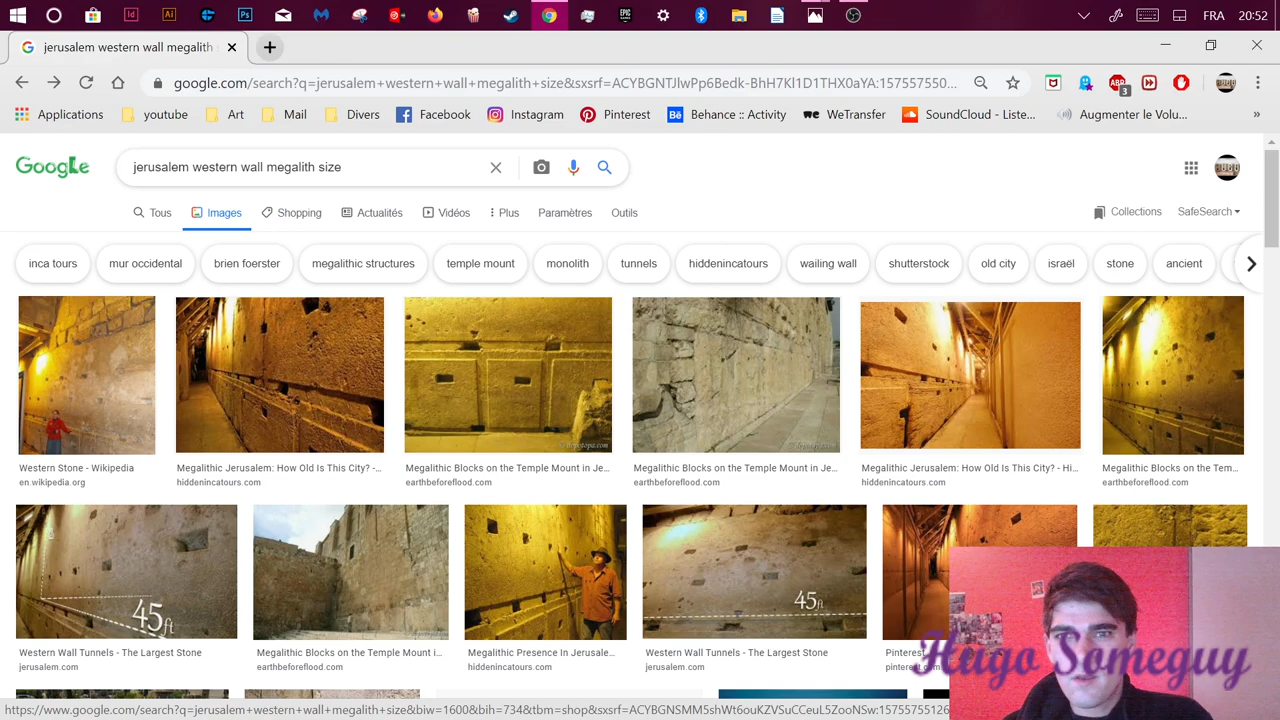 FRA 20:52
jerusalem western wall megalith
google.com/search?q=jerusalem+western+wall+megalith+size&sxsrf=ACYBGNTJlwPp6Bedk-BhH7Kl1D1THX0aYA:157557550...
3
Applications youtube Art Mail Divers Facebook Instagram Pinterest Behance :: Activity WeTransfer SoundCloud - Liste... Augmenter le Volu...
Google
jerusalem western wall megalith size
Tous Images Shopping Actualités Vidéos Plus Paramètres Outils Collections SafeSearch
inca tours mur occidental brien foerster megalithic structures temple mount monolith tunnels hiddenincatours wailing wall shutterstock old city israël stone ancient
Western Stone - Wikipedia
en.wikipedia.org
Megalithic Jerusalem: How Old Is This City? -...
hiddenincatours.com
Megalithic Blocks on the Temple Mount in Je...
earthbeforeflood.com
Megalithic Blocks on the Temple Mount in Je...
earthbeforeflood.com
Megalithic Jerusalem: How Old Is This City? - Hi...
hiddenincatours.com
Megalithic Blocks on the Tem...
earthbeforeflood.com
45ft
45ft
Western Wall Tunnels - The Largest Stone
jerusalem.com
Megalithic Blocks on the Temple Mount i...
earthbeforeflood.com
Megalithic Presence In Jerusale...
hiddenincatours.com
Western Wall Tunnels - The Largest Stone
jerusalem.com
Pinterest
pinterest.com
Hugo Someguy
https://www.google.com/search?q=jerusalem+western+wall+megalith+size&biw=1600&bih=734&tbm=shop&sxsrf=ACYBGNSMM5shWt6ouKZVSuCCeuL5ZooNSw:15755755126